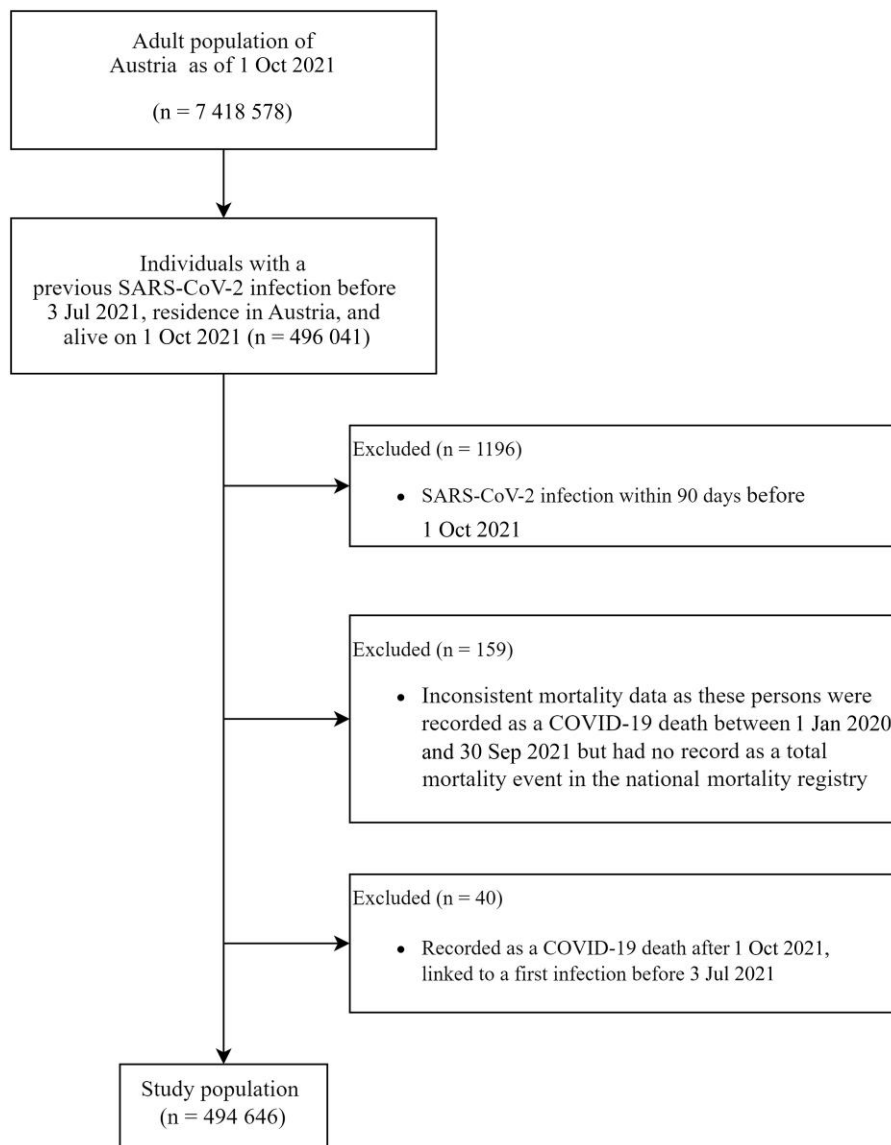 Adult population of
Austria as of 1 Oct 2021
(n = 7 418 578)
Individuals with a
previous SARS-CoV-2 infection before
3 Jul 2021, residence in Austria, and
alive on 1 Oct 2021 (n = 496 041)
Excluded (n = 1196)
• SARS-CoV-2 infection within 90 days before
1 Oct 2021
Excluded (n = 159)
• Inconsistent mortality data as these persons were
recorded as a COVID-19 death between 1 Jan 2020
and 30 Sep 2021 but had no record as a total
mortality event in the national mortality registry
Excluded (n = 40)
• Recorded as a COVID-19 death after 1 Oct 2021,
linked to a first infection before 3 Jul 2021
Study population
(n = 494 646)